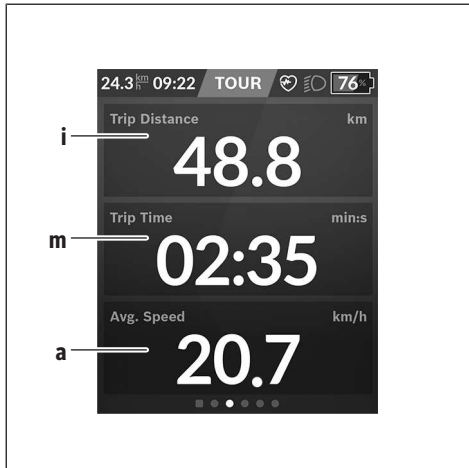 24.3 km/h 09:22 TOUR 76%
Trip Distance km
i
48.8
Trip Time min:s
m
02:35
Avg. Speed km/h
a
20.7